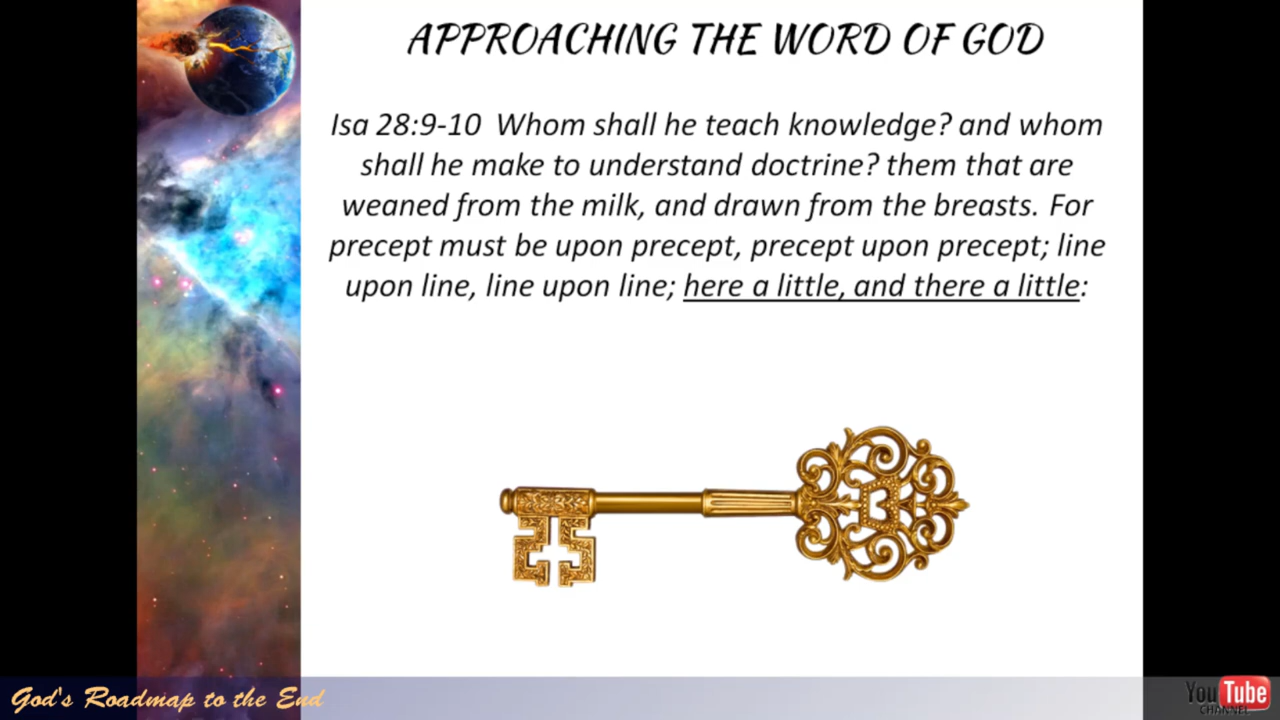 APPROACHING THE WORD OF GOD
Isa 28:9-10 Whom shall he teach knowledge? and whom
shall he make to understand doctrine? them that are
weaned from the milk, and drawn from the breasts. For
precept must be upon precept, precept upon precept; line
upon line, line upon line; here a little, and there a little:
God's Roadmap to the End
YouTube
CHANNEL